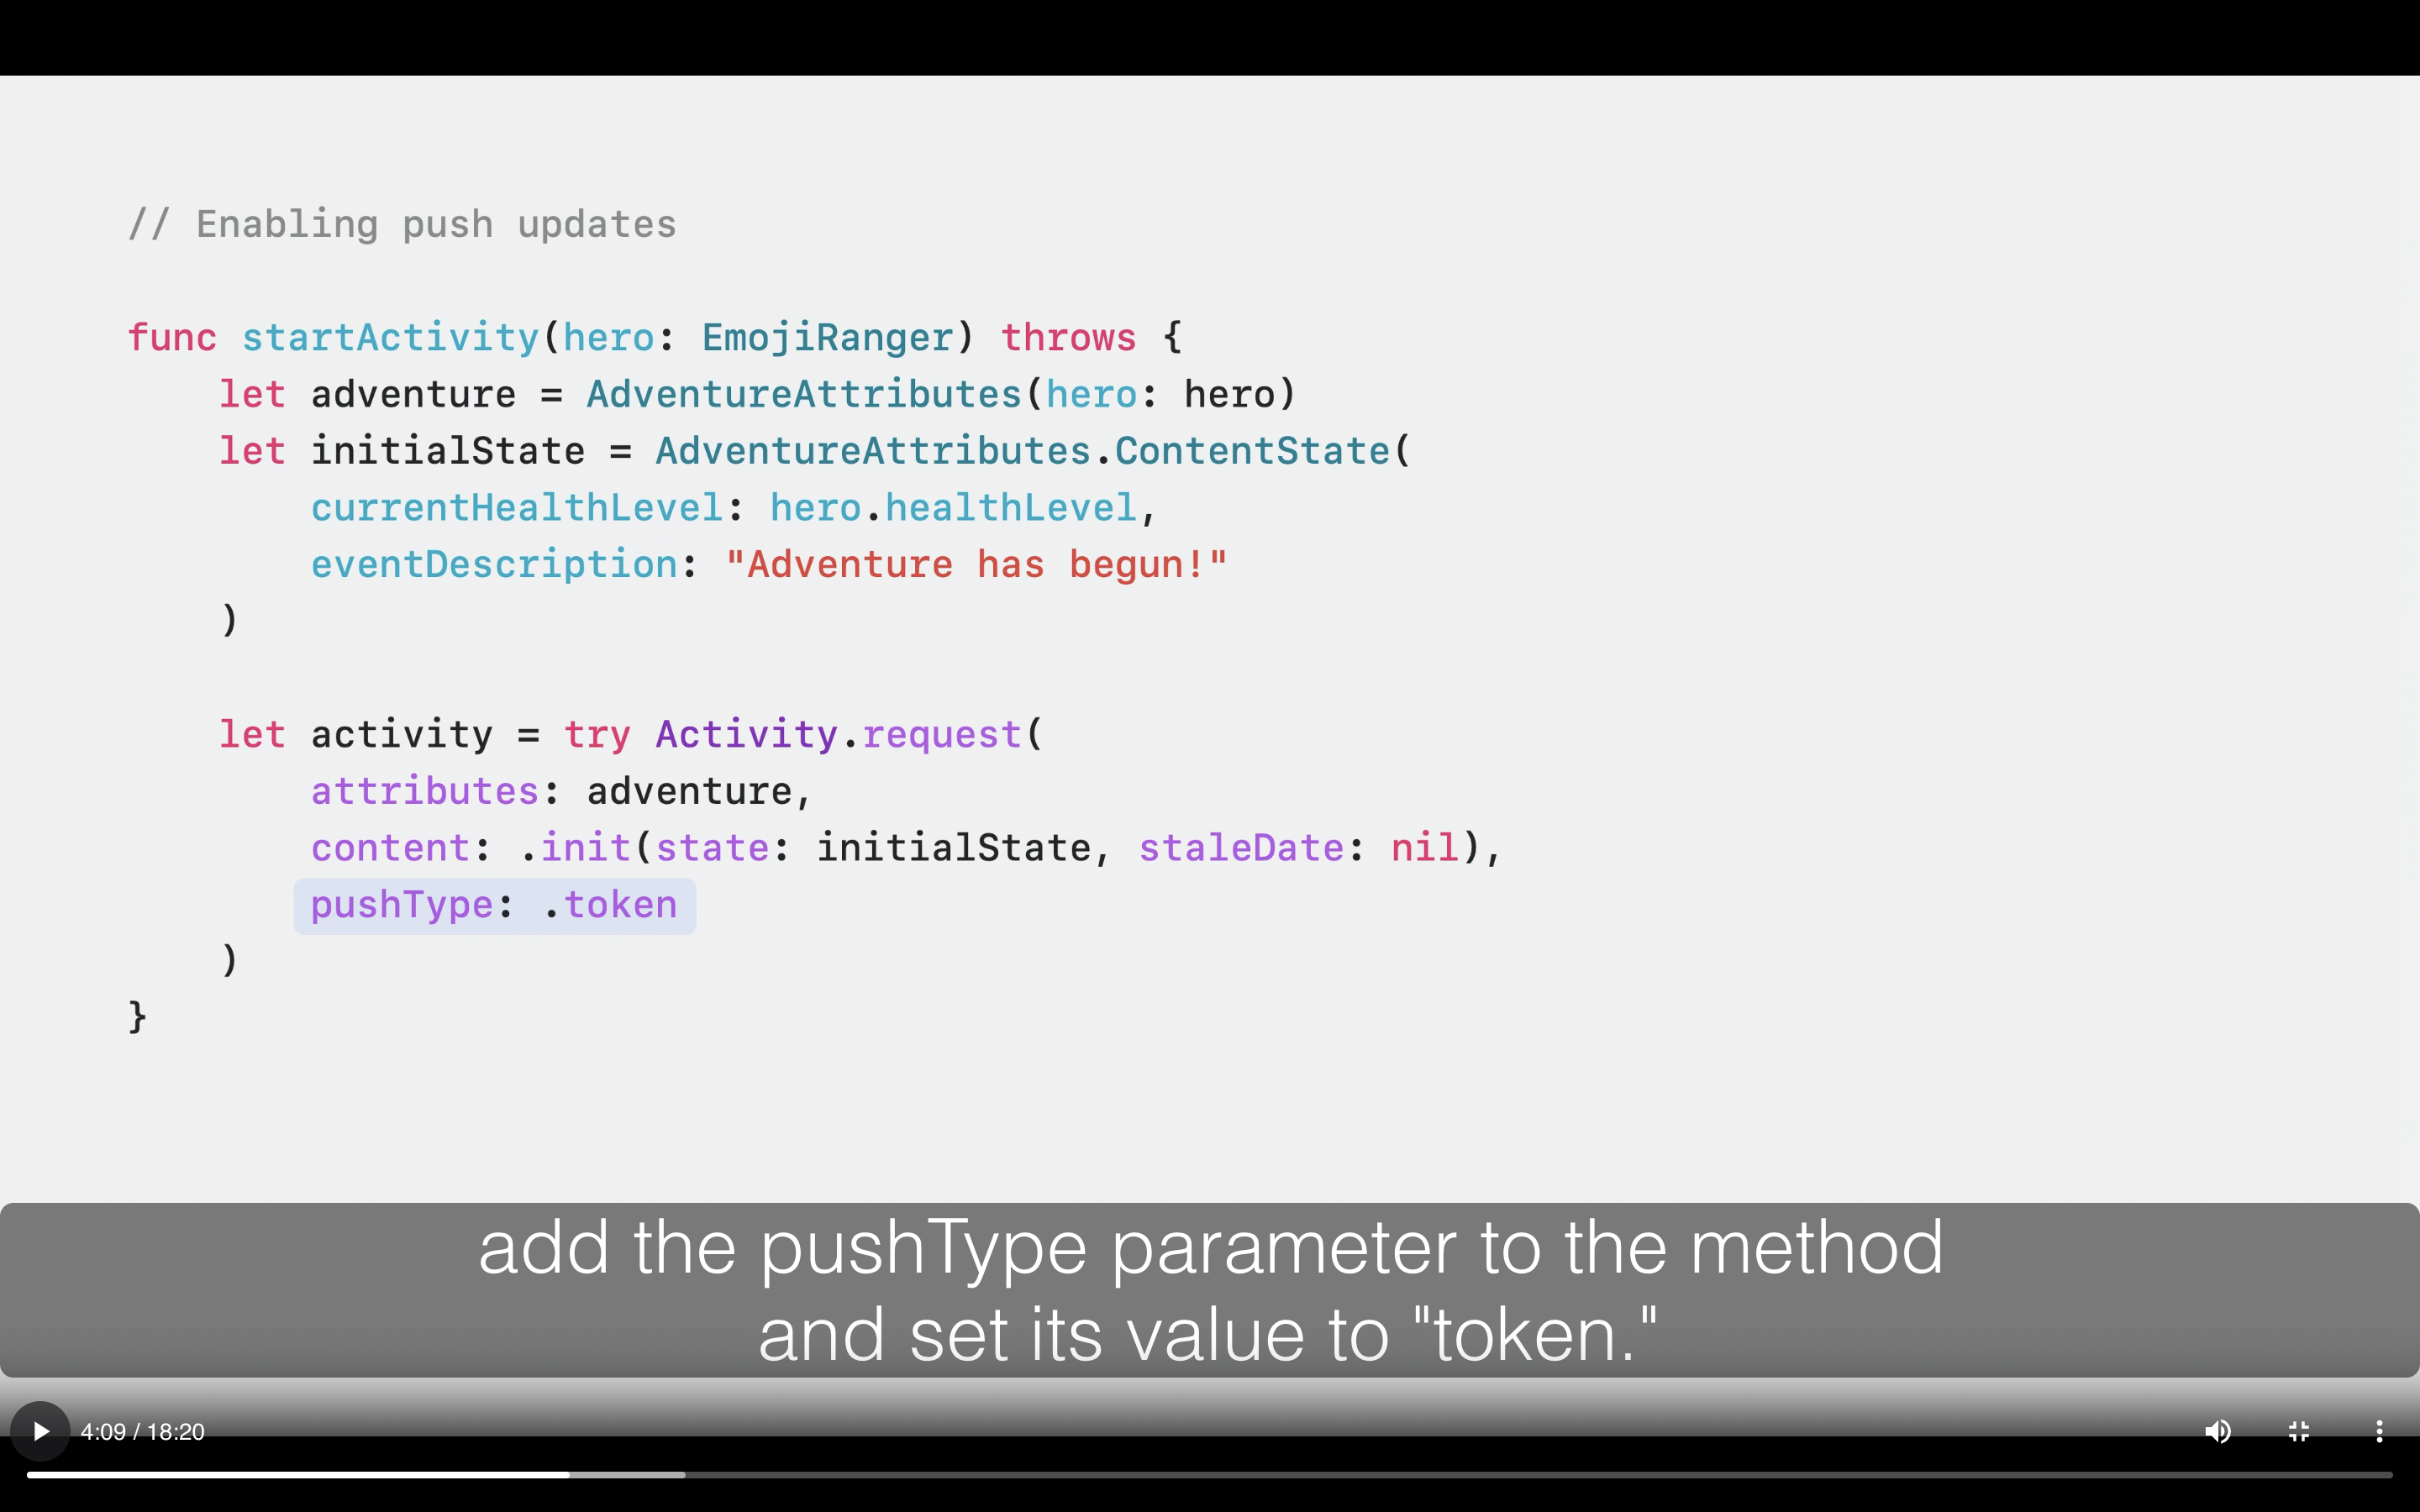 // Enabling push updates
func startActivity(hero: EmojiRanger) throws {
    let adventure = AdventureAttributes(hero: hero)
    let initialState = AdventureAttributes.ContentState(
        currentHealthLevel: hero.healthLevel,
        eventDescription: "Adventure has begun!"
    )
    let activity = try Activity.request(
        attributes: adventure,
        content: .init(state: initialState, staleDate: nil),
        pushType: .token
    )
}
add the pushType parameter to the method
and set its value to "token."
4:09 / 18:20